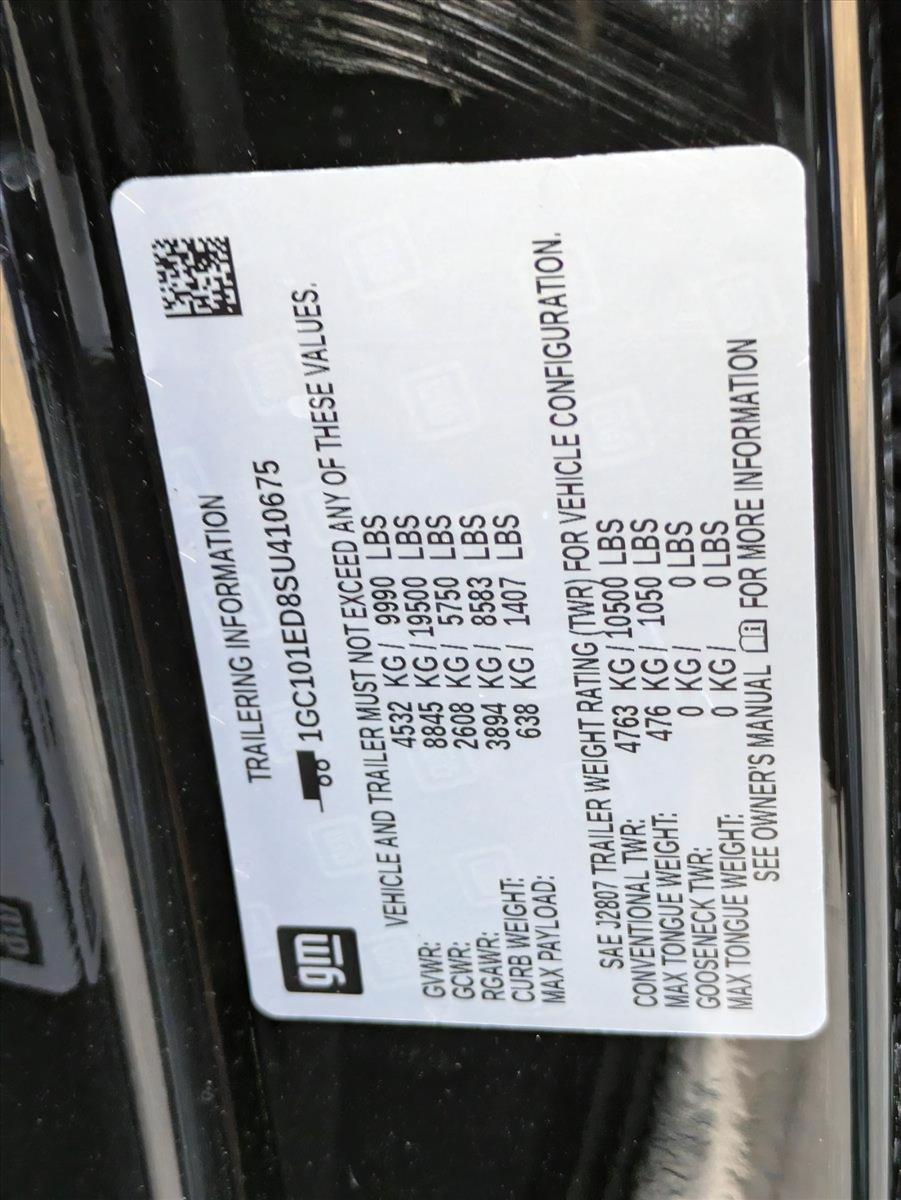 TRAILERING INFORMATION
gm
1GC101ED8SU410675
VEHICLE AND TRAILER MUST NOT EXCEED ANY OF THESE VALUES.
GVWR: 4532 KG / 9990 LBS
GCWR: 8845 KG / 19500 LBS
RGAWR: 2608 KG / 5750 LBS
CURB WEIGHT: 3894 KG / 8583 LBS
MAX PAYLOAD: 638 KG / 1407 LBS
SAE J2807 TRAILER WEIGHT RATING (TWR) FOR VEHICLE CONFIGURATION.
CONVENTIONAL TWR: 4763 KG / 10500 LBS
MAX TONGUE WEIGHT: 476 KG / 1050 LBS
GOOSENECK TWR: 0 KG / 0 LBS
MAX TONGUE WEIGHT: 0 KG / 0 LBS
SEE OWNER'S MANUAL FOR MORE INFORMATION